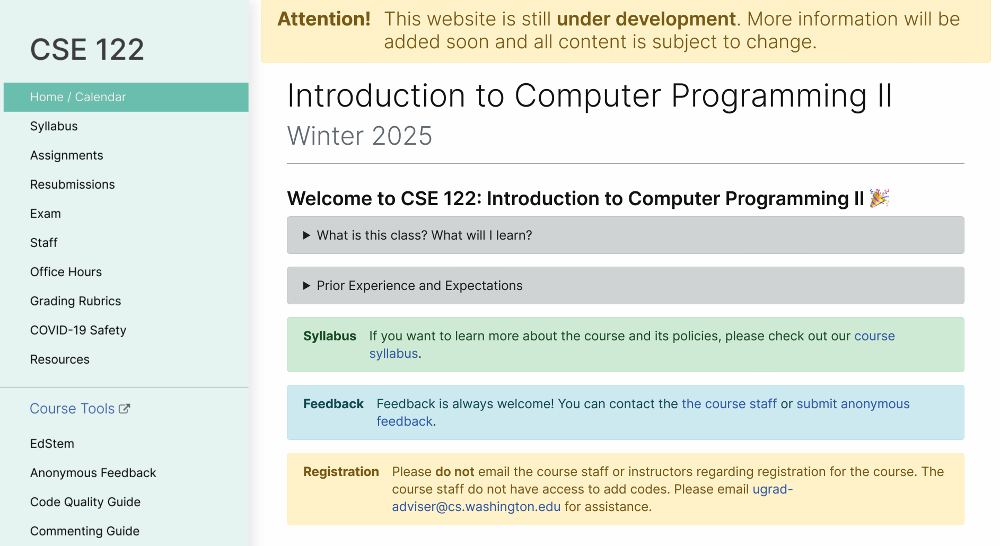 CSE 122
Home / Calendar
Syllabus
Assignments
Resubmissions
Exam
Staff
Office Hours
Grading Rubrics
COVID-19 Safety
Resources
Course Tools
EdStem
Anonymous Feedback
Code Quality Guide
Commenting Guide
Attention! This website is still under development. More information will be
added soon and all content is subject to change.
Introduction to Computer Programming II
Winter 2025
Welcome to CSE 122: Introduction to Computer Programming II 🎉
▶ What is this class? What will I learn?
▶ Prior Experience and Expectations
Syllabus If you want to learn more about the course and its policies, please check out our course
syllabus.
Feedback Feedback is always welcome! You can contact the the course staff or submit anonymous
feedback.
Registration Please do not email the course staff or instructors regarding registration for the course. The
course staff do not have access to add codes. Please email ugrad-
adviser@cs.washington.edu for assistance.